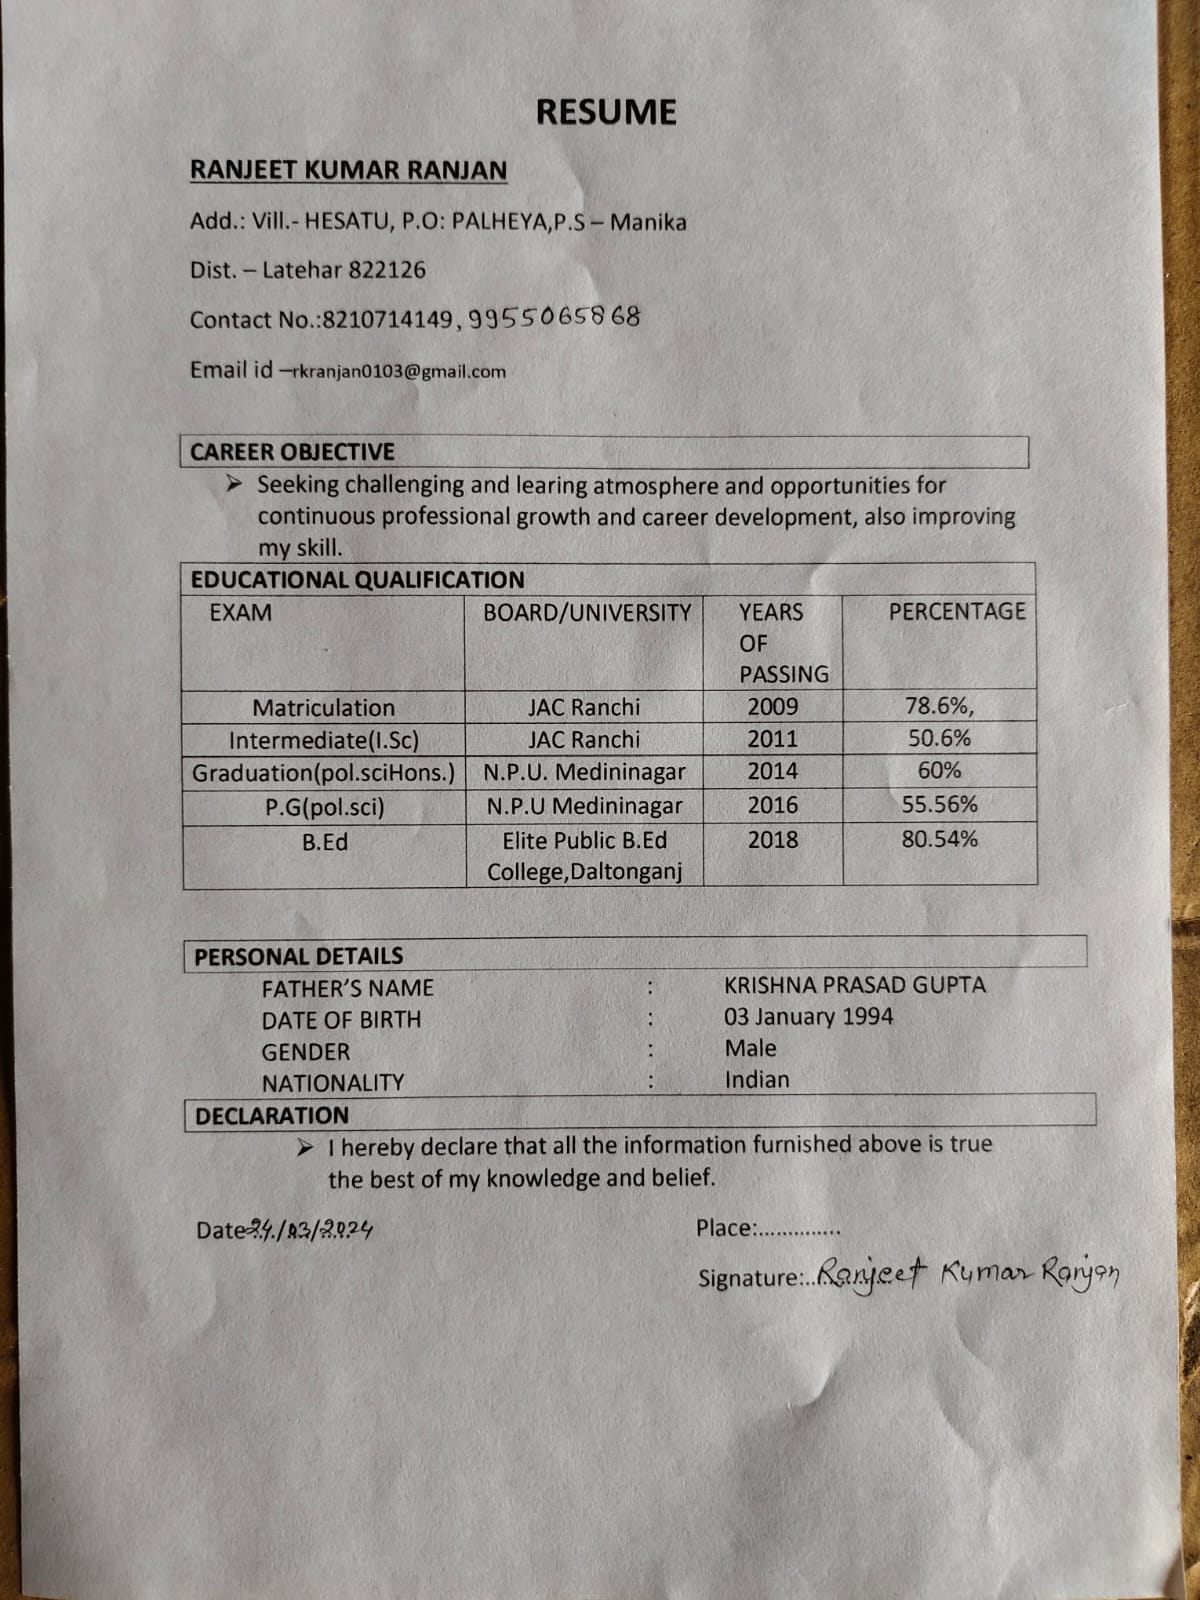 RESUME
RANJEET KUMAR RANJAN
Add.: Vill.- HESATU, P.O: PALHEYA,P.S – Manika
Dist. – Latehar 822126
Contact No.:8210714149, 9955065868
Email id –rkranjan0103@gmail.com
CAREER OBJECTIVE
➢ Seeking challenging and learing atmosphere and opportunities for
continuous professional growth and career development, also improving
my skill.
EDUCATIONAL QUALIFICATION
EXAM BOARD/UNIVERSITY YEARS OF PASSING PERCENTAGE
Matriculation JAC Ranchi 2009 78.6%,
Intermediate(I.Sc) JAC Ranchi 2011 50.6%
Graduation(pol.sciHons.) N.P.U. Medininagar 2014 60%
P.G(pol.sci) N.P.U Medininagar 2016 55.56%
B.Ed Elite Public B.Ed College,Daltonganj 2018 80.54%
PERSONAL DETAILS
FATHER'S NAME : KRISHNA PRASAD GUPTA
DATE OF BIRTH : 03 January 1994
GENDER : Male
NATIONALITY : Indian
DECLARATION
➢ I hereby declare that all the information furnished above is true
the best of my knowledge and belief.
Date 24/03/2024 Place:..............
Signature:..Ranjeet Kumar Ranjan